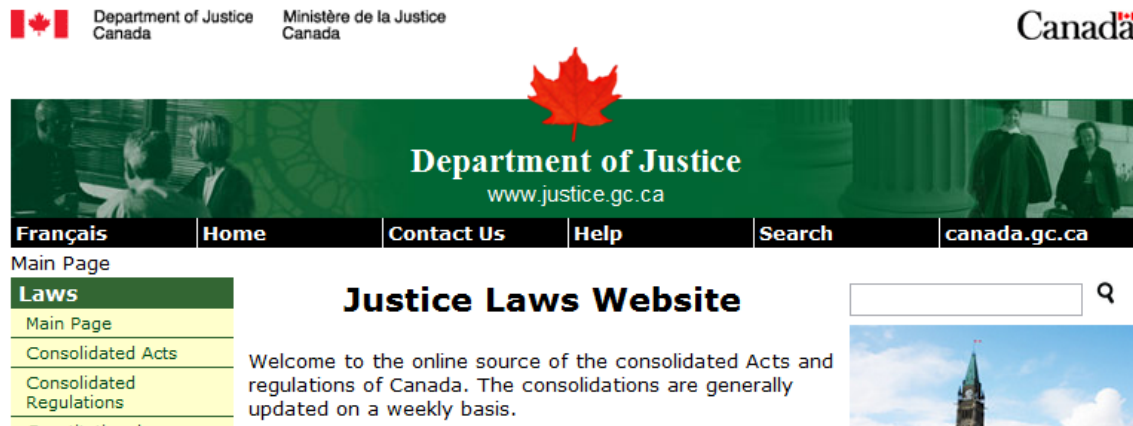 Department of Justice Ministère de la Justice
Canada Canada
Canada
Department of Justice
www.justice.gc.ca
Français Home Contact Us Help Search canada.gc.ca
Main Page
Laws
Main Page
Consolidated Acts
Consolidated
Regulations
Justice Laws Website
Welcome to the online source of the consolidated Acts and
regulations of Canada. The consolidations are generally
updated on a weekly basis.